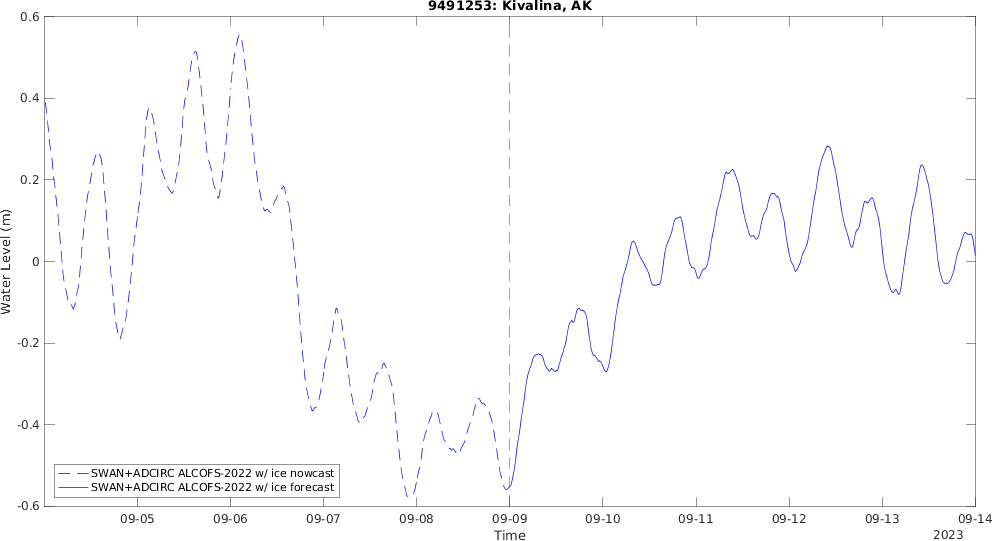 9491253: Kivalina, AK
0.6
0.4
0.2
0
-0.2
-0.4
-0.6
Water Level (m)
SWAN+ADCIRC ALCOFS-2022 w/ ice nowcast
SWAN+ADCIRC ALCOFS-2022 w/ ice forecast
09-05 09-06 09-07 09-08 09-09 09-10 09-11 09-12 09-13 09-14
Time
2023